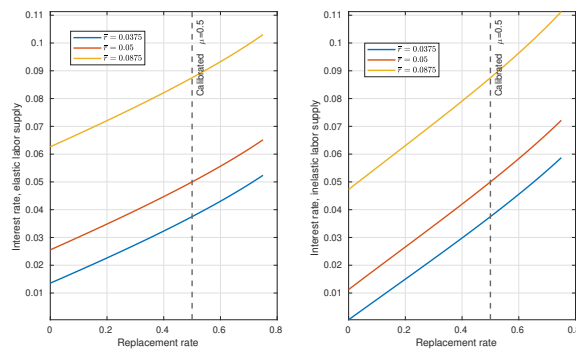 0.11
0.1
0.09
0.08
0.07
0.06
0.05
0.04
0.03
0.02
0.01
0
0.2
0.4
0.6
0.8
Replacement rate
Interest rate, elastic labor supply
r̅ = 0.0375
r̅ = 0.05
r̅ = 0.0875
Calibrated μ=0.5
0.11
0.1
0.09
0.08
0.07
0.06
0.05
0.04
0.03
0.02
0.01
0
0.2
0.4
0.6
0.8
Replacement rate
Interest rate, inelastic labor supply
r̅ = 0.0375
r̅ = 0.05
r̅ = 0.0875
Calibrated μ=0.5